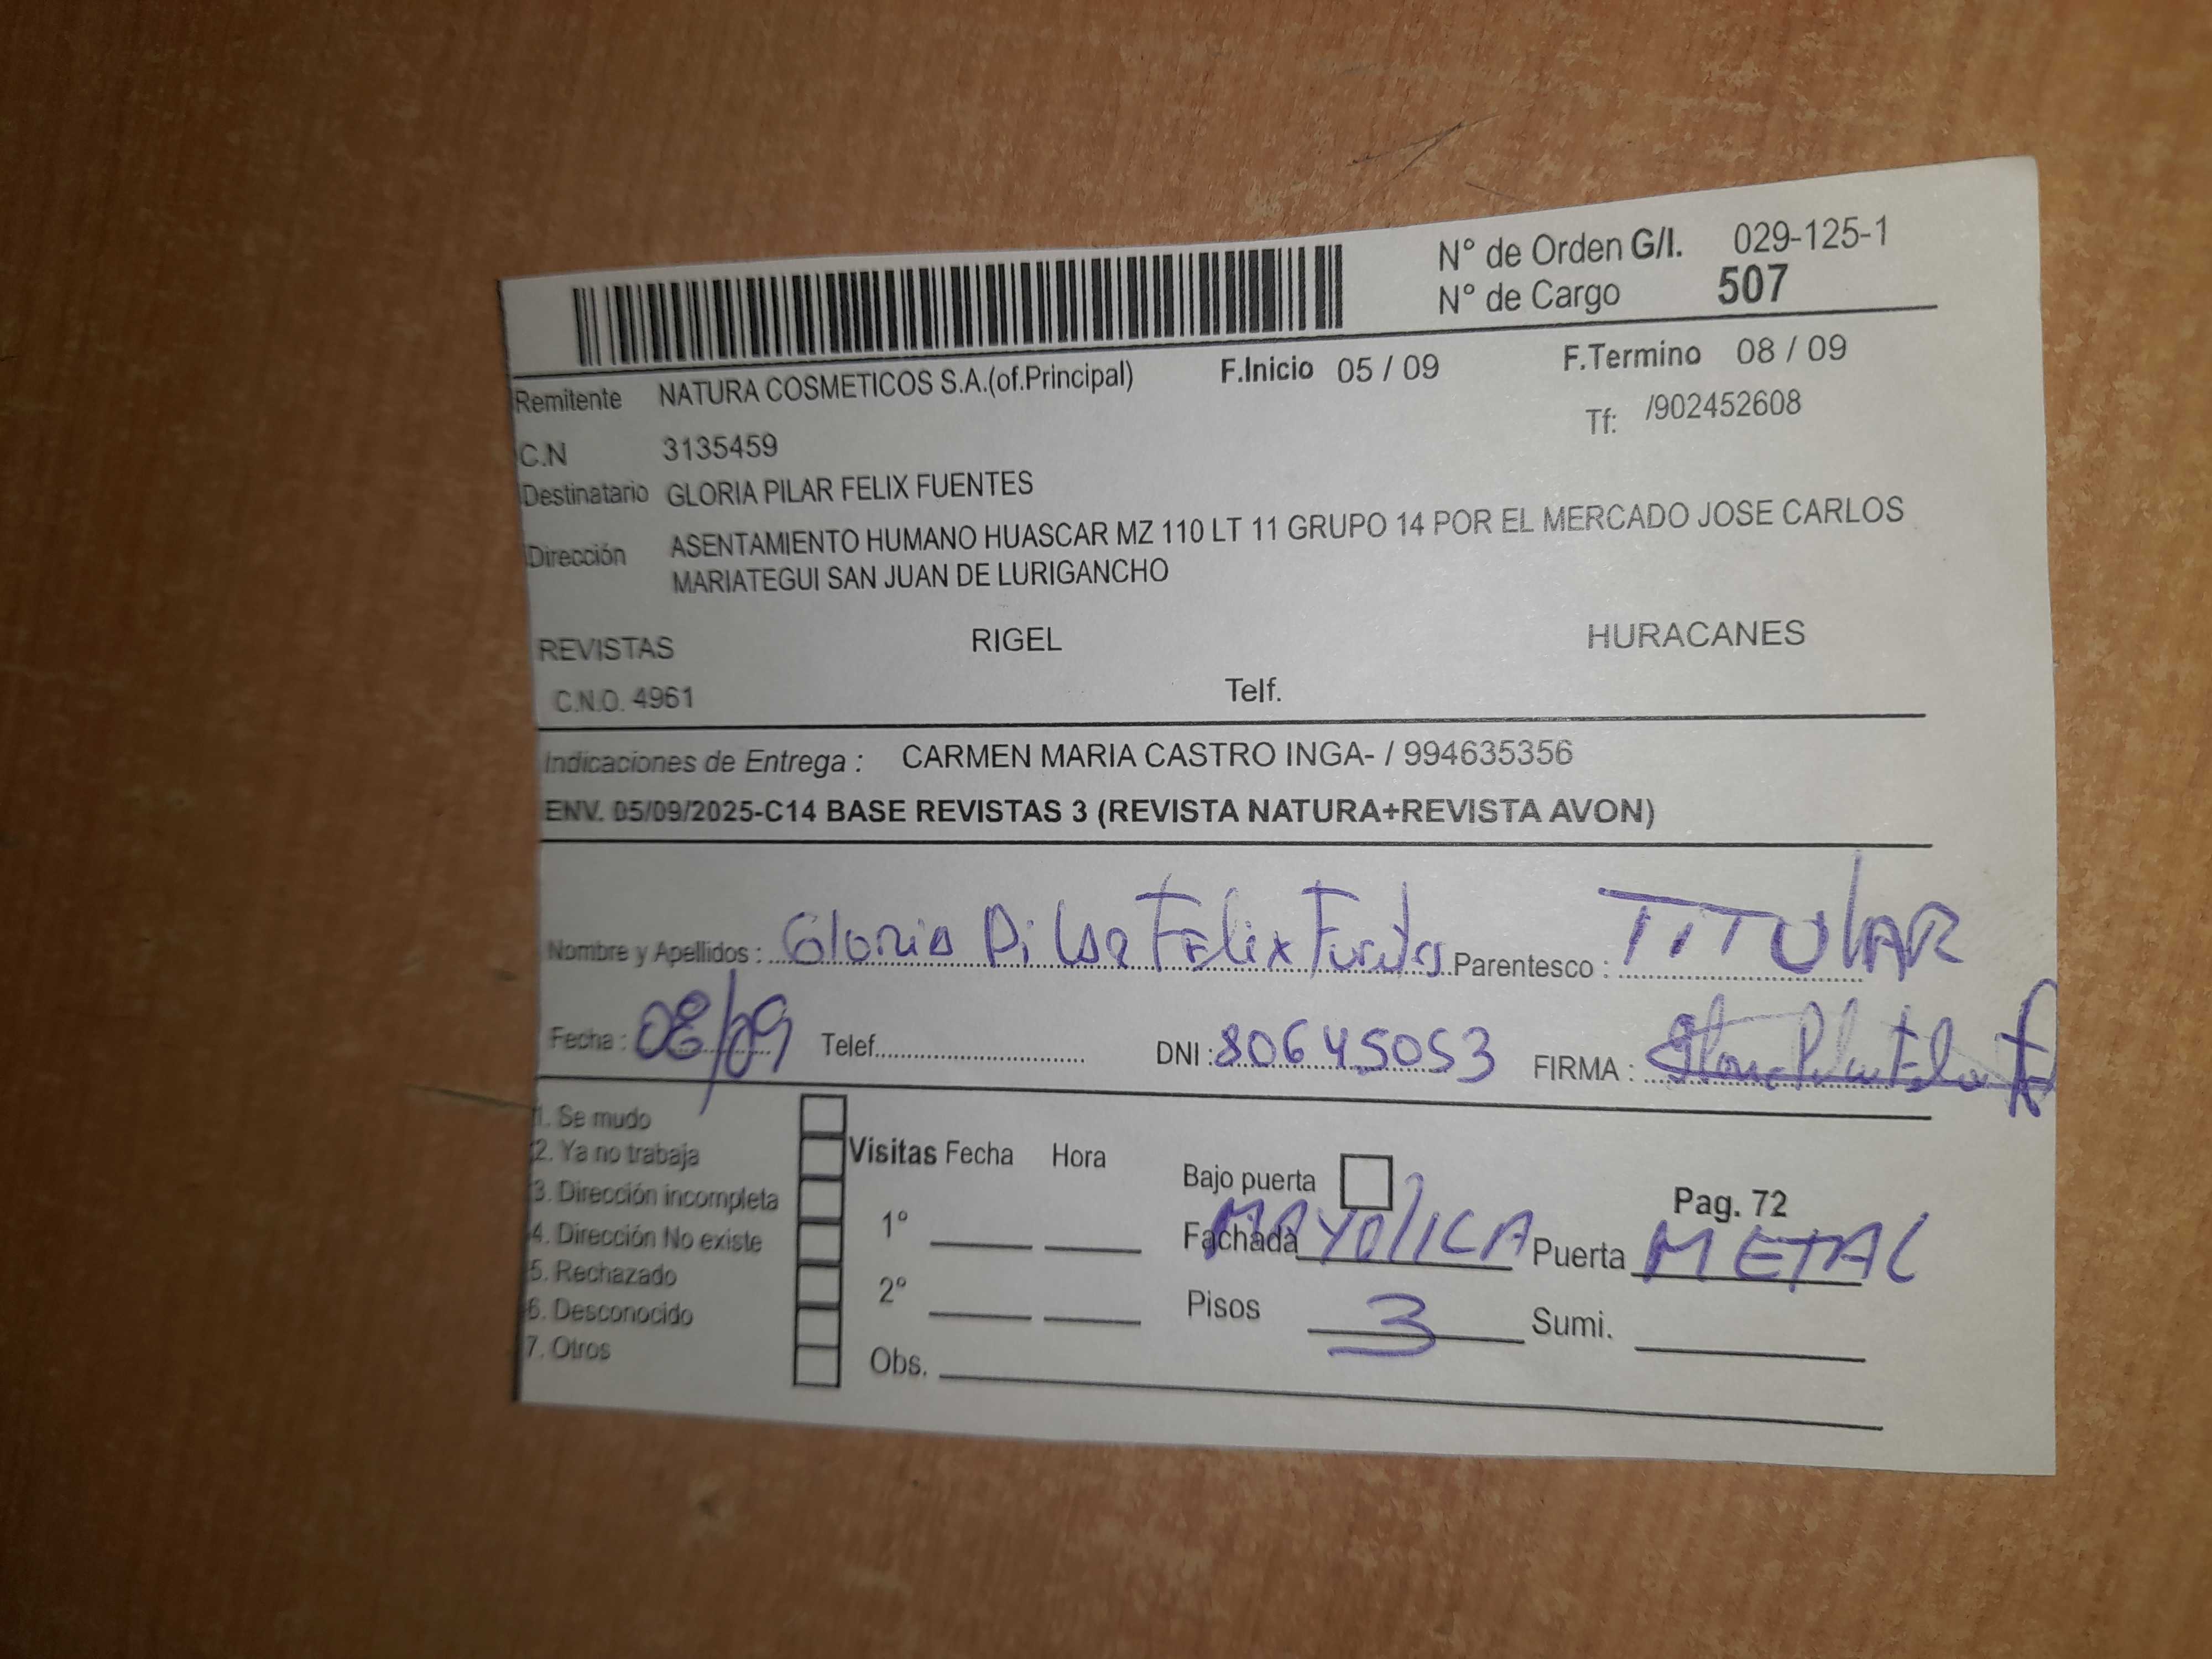 N° de Orden G/I. 029-125-1
N° de Cargo 507
Remitente NATURA COSMETICOS S.A.(of.Principal) F.Inicio 05 / 09 F.Termino 08 / 09
C.N 3135459 Tf: /902452608
Destinatario GLORIA PILAR FELIX FUENTES
Dirección ASENTAMIENTO HUMANO HUASCAR MZ 110 LT 11 GRUPO 14 POR EL MERCADO JOSE CARLOS
MARIATEGUI SAN JUAN DE LURIGANCHO
REVISTAS RIGEL HURACANES
C.N.O. 4961 Telf.
Indicaciones de Entrega : CARMEN MARIA CASTRO INGA- / 994635356
ENV. 05/09/2025-C14 BASE REVISTAS 3 (REVISTA NATURA+REVISTA AVON)
Nombre y Apellidos : Gloria Pilar Felix Fuentes Parentesco : TITULAR
Fecha : 08/09 Telef. DNI : 80645053 FIRMA :
1. Se mudo
2. Ya no trabaja Visitas Fecha Hora Bajo puerta
3. Dirección incompleta Pag. 72
4. Dirección No existe 1° Fachada MAYOLICA Puerta METAL
5. Rechazado
6. Desconocido 2° Pisos 3 Sumi.
7. Otros Obs.